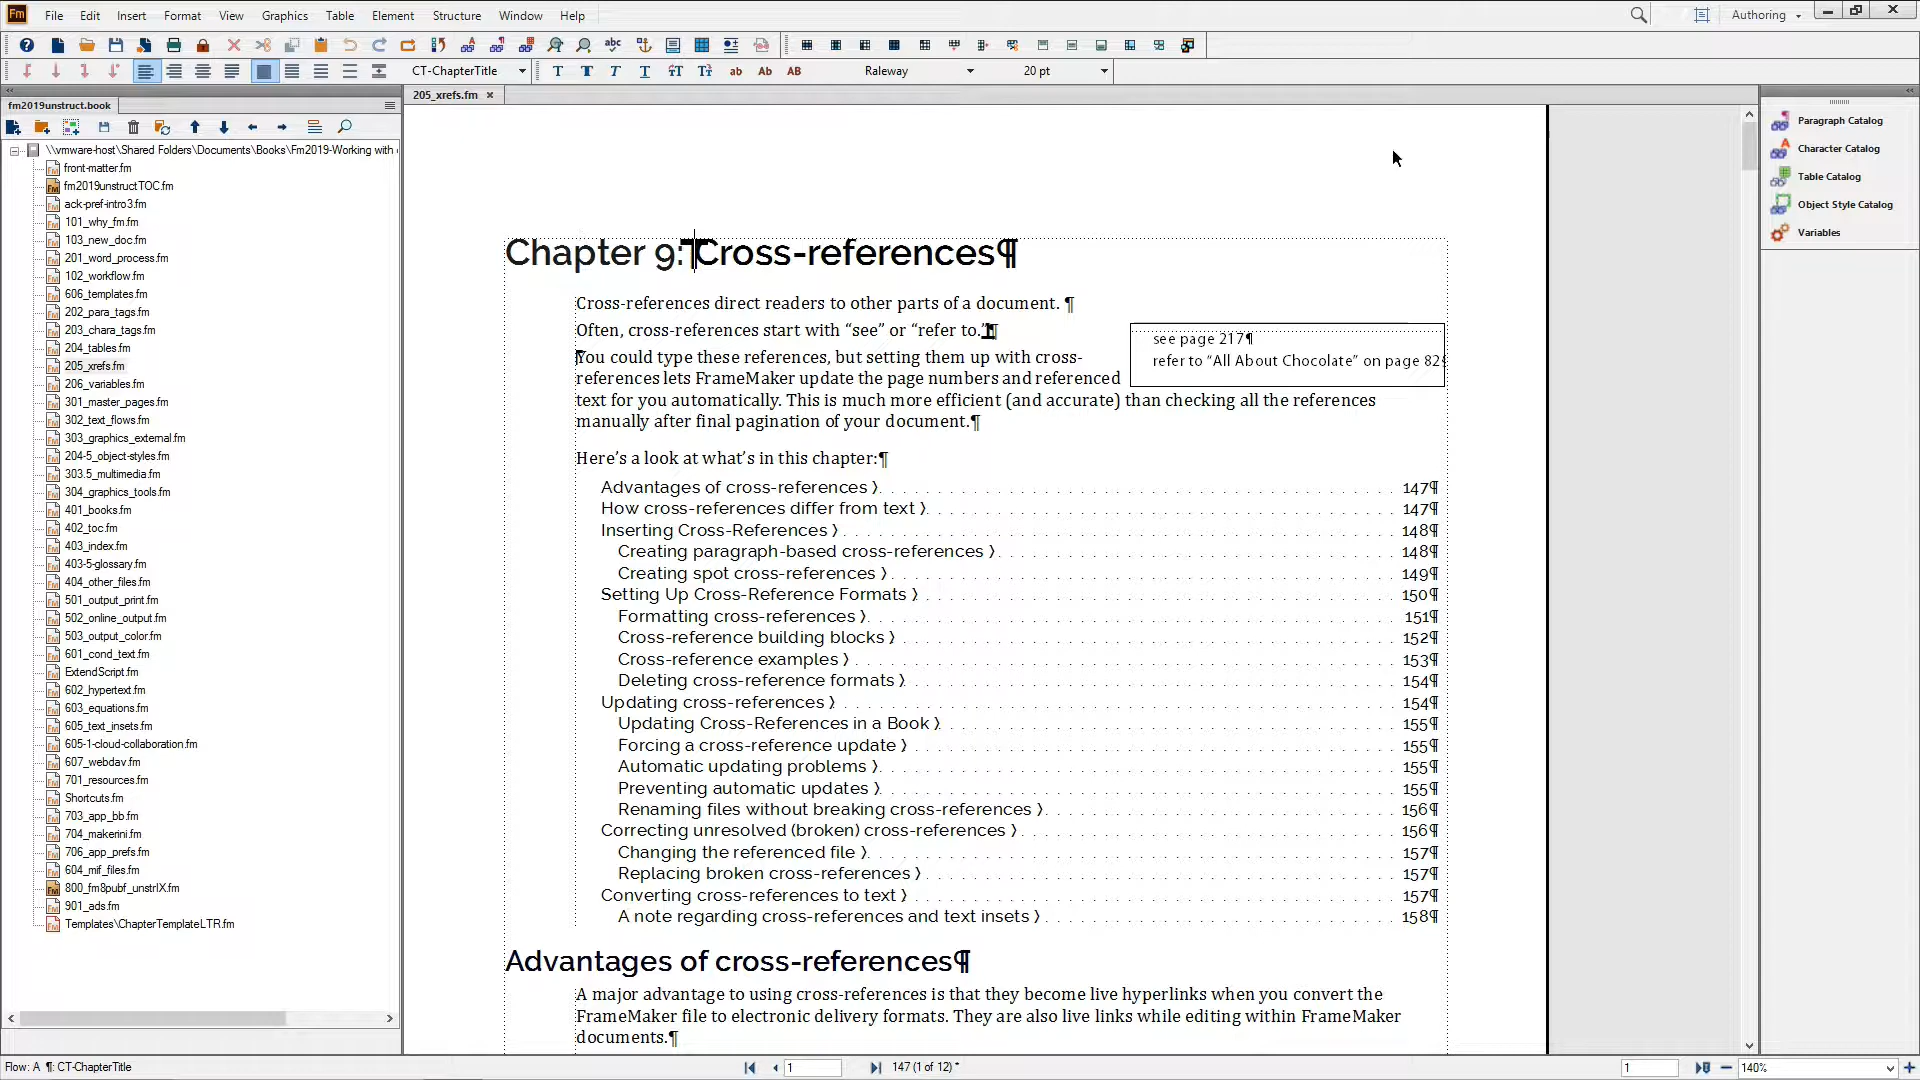 Fm File Edit Insert Format View Graphics Table Element Structure Window Help Authoring
CT-ChapterTitle Raleway 20 pt
fm2019unstruct.book
205_xrefs.fm
\\vmware-host\Shared Folders\Documents\Books\Fm2019-Working with
front-matter.fm
fm2019unstructTOC.fm
ack-pref-intro3.fm
101_why_fm.fm
103_new_doc.fm
201_word_process.fm
102_workflow.fm
606_templates.fm
202_para_tags.fm
203_chara_tags.fm
204_tables.fm
205_xrefs.fm
206_variables.fm
301_master_pages.fm
302_text_flows.fm
303_graphics_external.fm
204-5_object-styles.fm
303.5_multimedia.fm
304_graphics_tools.fm
401_books.fm
402_toc.fm
403_index.fm
403-5-glossary.fm
404_other_files.fm
501_output_print.fm
502_online_output.fm
503_output_color.fm
601_cond_text.fm
ExtendScript.fm
602_hypertext.fm
603_equations.fm
605_text_insets.fm
605-1-cloud-collaboration.fm
607_webdav.fm
701_resources.fm
Shortcuts.fm
703_app_bb.fm
704_makerini.fm
706_app_prefs.fm
604_mif_files.fm
800_fm8pubf_unstrIX.fm
901_ads.fm
Templates\ChapterTemplateLTR.fm
Chapter 9:¶Cross-references¶
Cross-references direct readers to other parts of a document. ¶
Often, cross-references start with “see” or “refer to.”¶
see page 217¶
refer to “All About Chocolate” on page 82¶
You could type these references, but setting them up with cross-
references lets FrameMaker update the page numbers and referenced
text for you automatically. This is much more efficient (and accurate) than checking all the references
manually after final pagination of your document.¶
Here’s a look at what’s in this chapter:¶
Advantages of cross-references 147¶
How cross-references differ from text 147¶
Inserting Cross-References 148¶
Creating paragraph-based cross-references 148¶
Creating spot cross-references 149¶
Setting Up Cross-Reference Formats 150¶
Formatting cross-references 151¶
Cross-reference building blocks 152¶
Cross-reference examples 153¶
Deleting cross-reference formats 154¶
Updating cross-references 154¶
Updating Cross-References in a Book 155¶
Forcing a cross-reference update 155¶
Automatic updating problems 155¶
Preventing automatic updates 155¶
Renaming files without breaking cross-references 156¶
Correcting unresolved (broken) cross-references 156¶
Changing the referenced file 157¶
Replacing broken cross-references 157¶
Converting cross-references to text 157¶
A note regarding cross-references and text insets 158¶
Advantages of cross-references¶
A major advantage to using cross-references is that they become live hyperlinks when you convert the
FrameMaker file to electronic delivery formats. They are also live links while editing within FrameMaker
documents.¶
Paragraph Catalog
Character Catalog
Table Catalog
Object Style Catalog
Variables
Flow: A ¶: CT-ChapterTitle 1 147 (1 of 12) * 1 140%